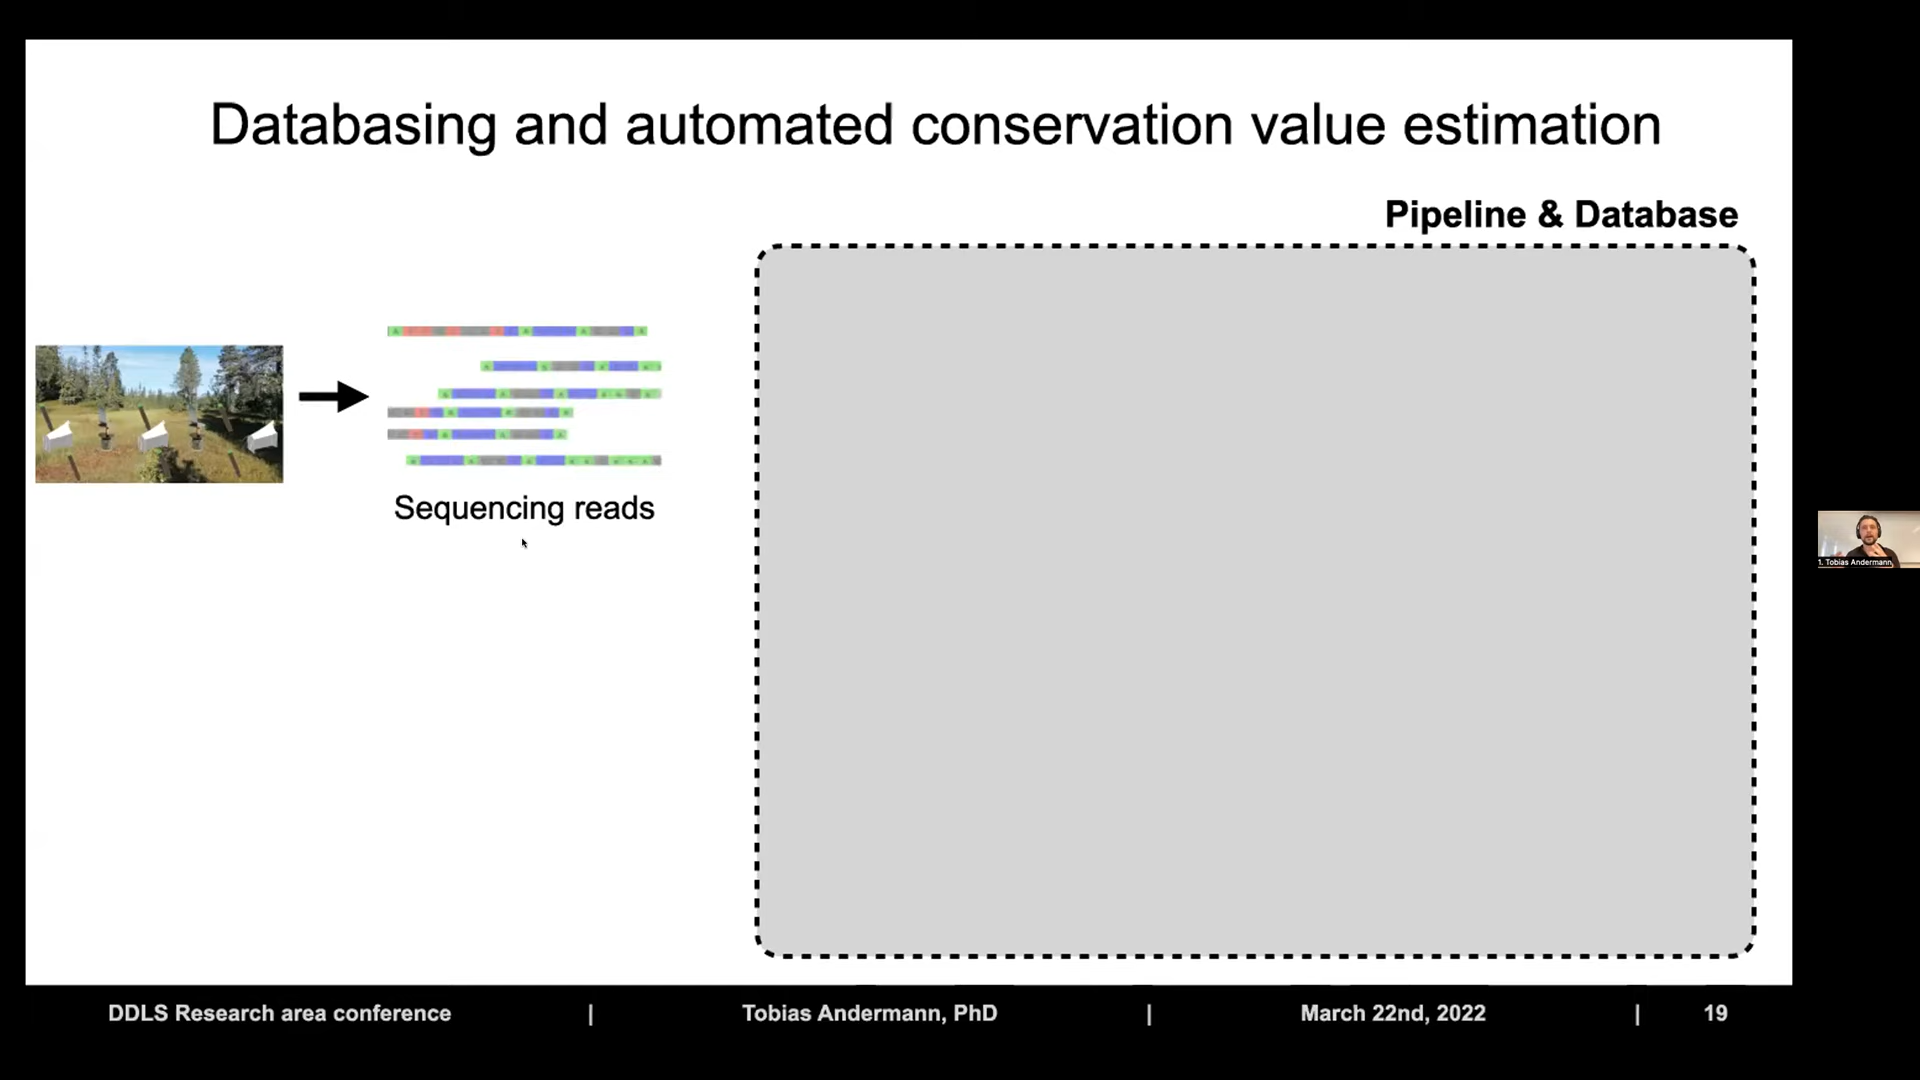 Databasing and automated conservation value estimation
Pipeline & Database
Sequencing reads
1. Tobias Andermann
DDLS Research area conference | Tobias Andermann, PhD | March 22nd, 2022 | 19